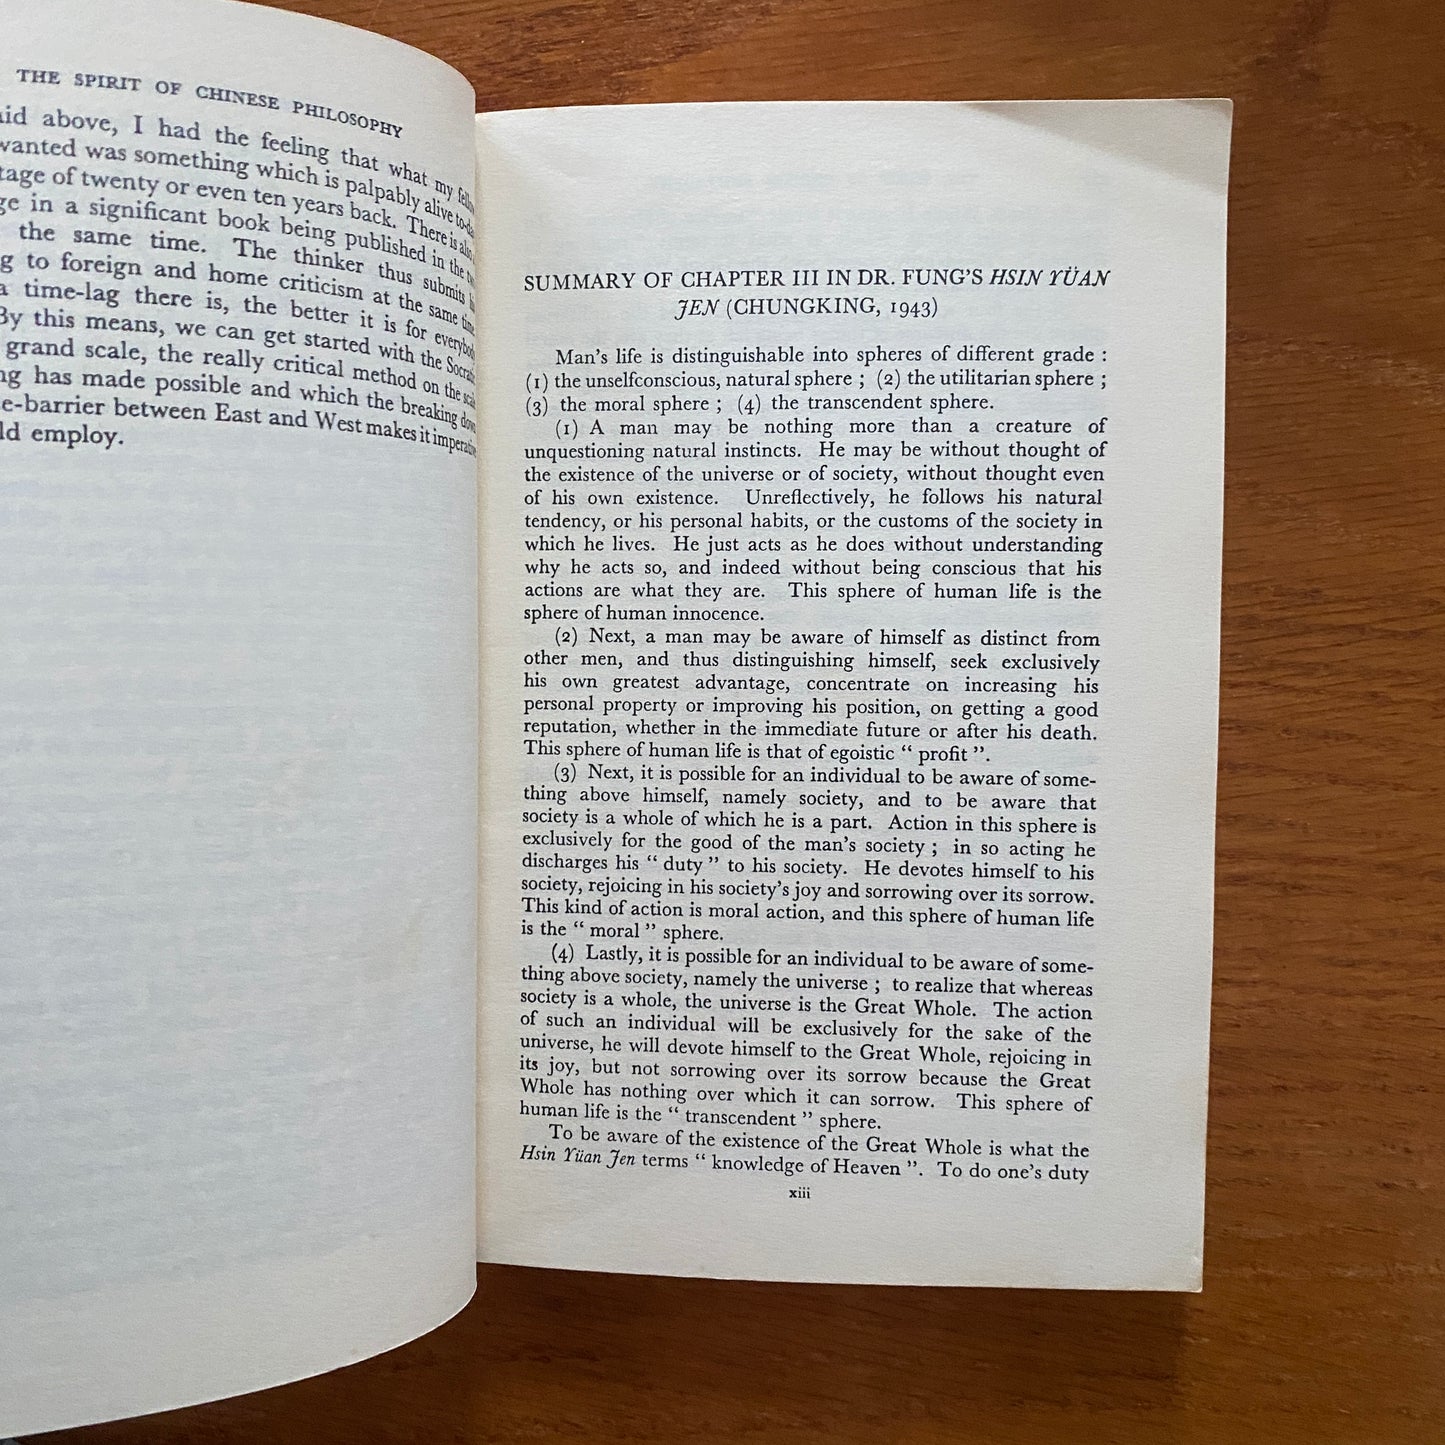 THE SPIRIT OF CHINESE PHILOSOPHY
above, I had the feeling that what my
was something which is palpably alive
of twenty or even ten years back. There is also
in a significant book being published in the
the same time. The thinker thus submits
to foreign and home criticism at the same time
a time-lag there is, the better it is for everybody
By this means, we can get started with the
grand scale, the really critical method on the
has made possible and which the breaking down
between East and West makes it
employ.
SUMMARY OF CHAPTER III IN DR. FUNG'S HSIN YÜAN
JEN (CHUNGKING, 1943)
Man's life is distinguishable into spheres of different grade :
(1) the unselfconscious, natural sphere ; (2) the utilitarian sphere ;
(3) the moral sphere ; (4) the transcendent sphere.
(1) A man may be nothing more than a creature of
unquestioning natural instincts. He may be without thought of
the existence of the universe or of society, without thought even
of his own existence. Unreflectively, he follows his natural
tendency, or his personal habits, or the customs of the society in
which he lives. He just acts as he does without understanding
why he acts so, and indeed without being conscious that his
actions are what they are. This sphere of human life is the
sphere of human innocence.
(2) Next, a man may be aware of himself as distinct from
other men, and thus distinguishing himself, seek exclusively
his own greatest advantage, concentrate on increasing his
personal property or improving his position, on getting a good
reputation, whether in the immediate future or after his death.
This sphere of human life is that of egoistic “ profit ”.
(3) Next, it is possible for an individual to be aware of some-
thing above himself, namely society, and to be aware that
society is a whole of which he is a part. Action in this sphere is
exclusively for the good of the man's society ; in so acting he
discharges his “ duty ” to his society. He devotes himself to his
society, rejoicing in his society's joy and sorrowing over its sorrow.
This kind of action is moral action, and this sphere of human life
is the “ moral ” sphere.
(4) Lastly, it is possible for an individual to be aware of some-
thing above society, namely the universe ; to realize that whereas
society is a whole, the universe is the Great Whole. The action
of such an individual will be exclusively for the sake of the
universe, he will devote himself to the Great Whole, rejoicing in
its joy, but not sorrowing over its sorrow because the Great
Whole has nothing over which it can sorrow. This sphere of
human life is the “ transcendent ” sphere.
To be aware of the existence of the Great Whole is what the
Hsin Yüan Jen terms “ knowledge of Heaven ”. To do one's duty
xiii